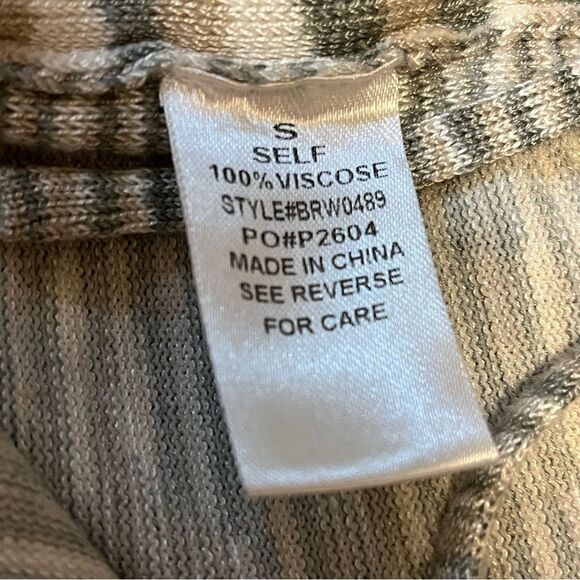 S
SELF
100% VISCOSE
STYLE#BRW0489
PO#P2604
MADE IN CHINA
SEE REVERSE
FOR CARE